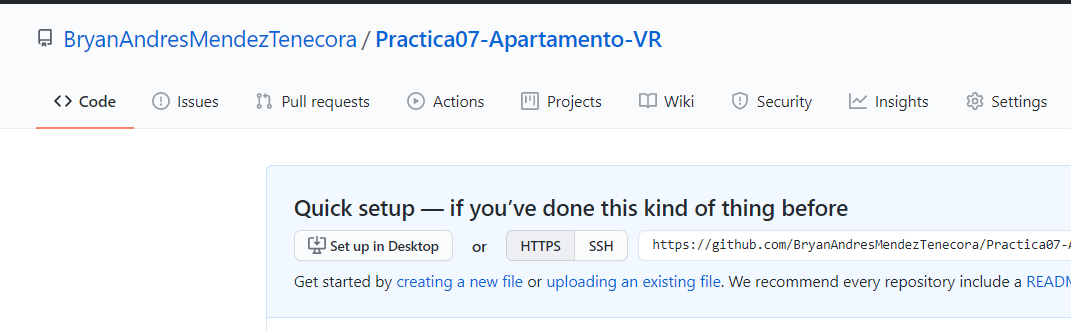 BryanAndresMendezTenecora / Practica07-Apartamento-VR
Code Issues Pull requests Actions Projects Wiki Security Insights Settings
Quick setup — if you’ve done this kind of thing before
Set up in Desktop or HTTPS SSH https://github.com/BryanAndresMendezTenecora/Practica07-A
Get started by creating a new file or uploading an existing file. We recommend every repository include a READM